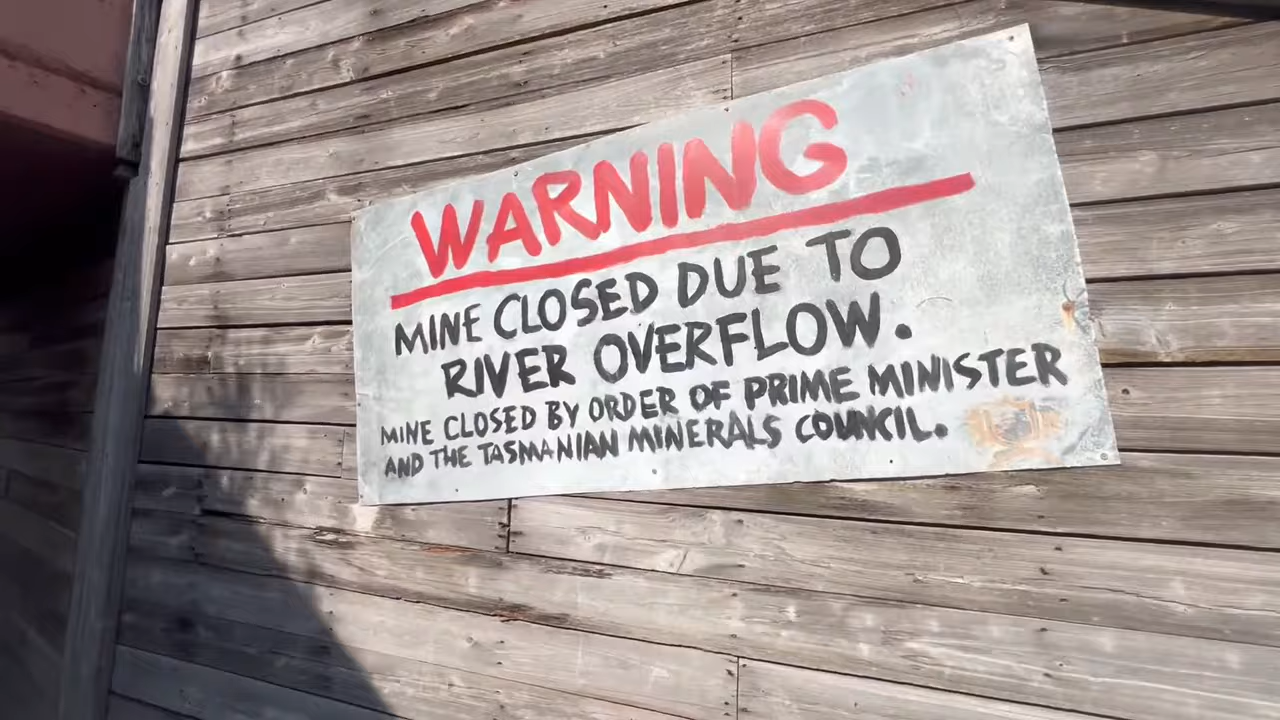 WARNING
MINE CLOSED DUE TO
RIVER OVERFLOW.
MINE CLOSED BY ORDER OF PRIME MINISTER
AND THE TASMANIAN MINERALS COUNCIL.